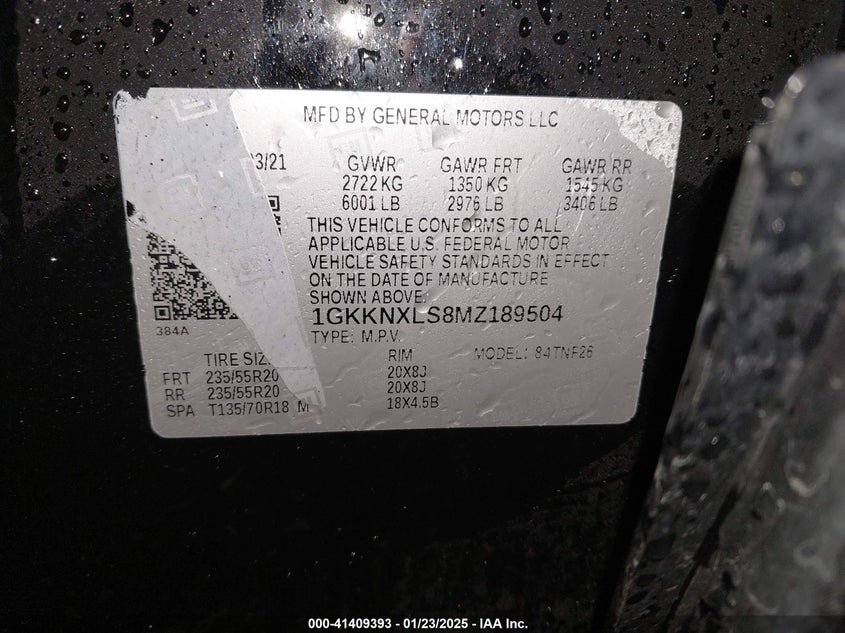 MFD BY GENERAL MOTORS LLC
3/21 GVWR GAWR FRT GAWR RR
2722 KG 1350 KG 1545 KG
6001 LB 2976 LB 3406 LB
THIS VEHICLE CONFORMS TO ALL
APPLICABLE U.S. FEDERAL MOTOR
VEHICLE SAFETY STANDARDS IN EFFECT
ON THE DATE OF MANUFACTURE
SHOWN ABOVE.
384A
1GKKNXLS8MZ189504
TYPE: M.P.V.
TIRE SIZ RIM MODEL: 84TNF26
FRT 235/55R20 20X8J
RR 235/55R20 20X8J
SPA T135/70R18 M 18X4.5B
000-41409393 - 01/23/2025 - IAA Inc.